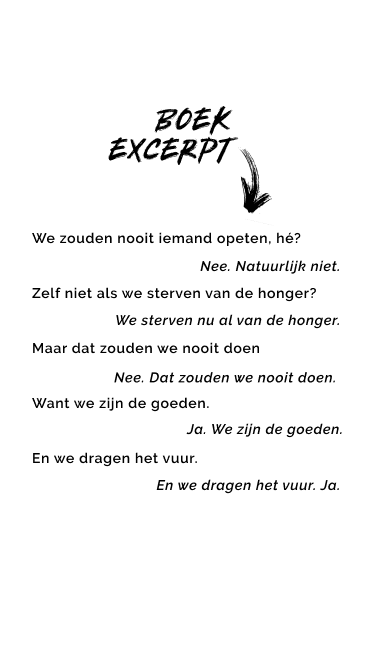 BOEK
EXCERPT
We zouden nooit iemand opeten, hé?
Nee. Natuurlijk niet.
Zelf niet als we sterven van de honger?
We sterven nu al van de honger.
Maar dat zouden we nooit doen
Nee. Dat zouden we nooit doen.
Want we zijn de goeden.
Ja. We zijn de goeden.
En we dragen het vuur.
En we dragen het vuur. Ja.